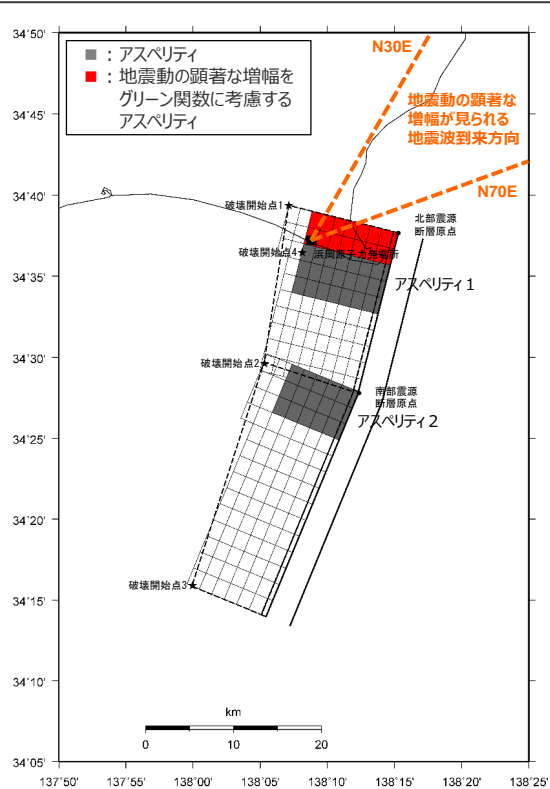 34˚50'
N30E
■ : アスペリティ
■ : 地震動の顕著な増幅を
グリーン関数に考慮する
アスペリティ
地震動の顕著な
増幅が見られる
地震波到来方向
34˚45'
N70E
34˚40'
破壊開始点1
北部震源
断層原点
破壊開始点4
浜岡原子力発電所
34˚35'
アスペリティ1
34˚30'
破壊開始点2
南部震源
断層原点
アスペリティ2
34˚25'
34˚20'
破壊開始点3
34˚15'
34˚10'
km
0 10 20
34˚05'
137˚50' 137˚55' 138˚00' 138˚05' 138˚10' 138˚15' 138˚20' 138˚25'